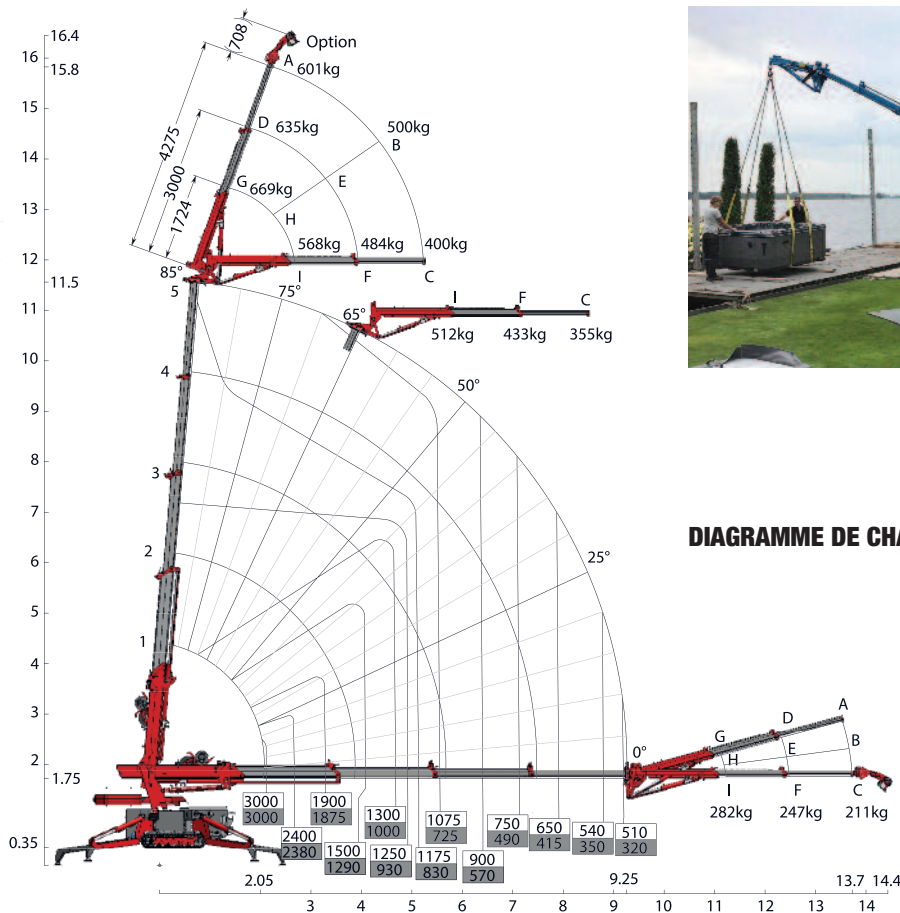 16.4
16
15.8
15
14
13
12
11.5
11
10
9
8
7
6
5
4
3
2
1.75
0.35
708
Option
A
601kg
4275
3000
1724
D
635kg
500kg
B
G
669kg
E
H
568kg
484kg
400kg
I
F
C
85°
5
75°
65°
I
F
C
512kg
433kg
355kg
4
50°
3
2
25°
1
DIAGRAMME DE CHA
0°
G
D
A
H
E
B
I
F
C
282kg
247kg
211kg
3000
3000
2400
2380
1900
1875
1500
1290
1300
1000
1250
930
1175
830
1075
725
900
570
750
490
650
415
540
350
510
320
2.05
9.25
13.7
14.4
3
4
5
6
7
8
9
10
11
12
13
14